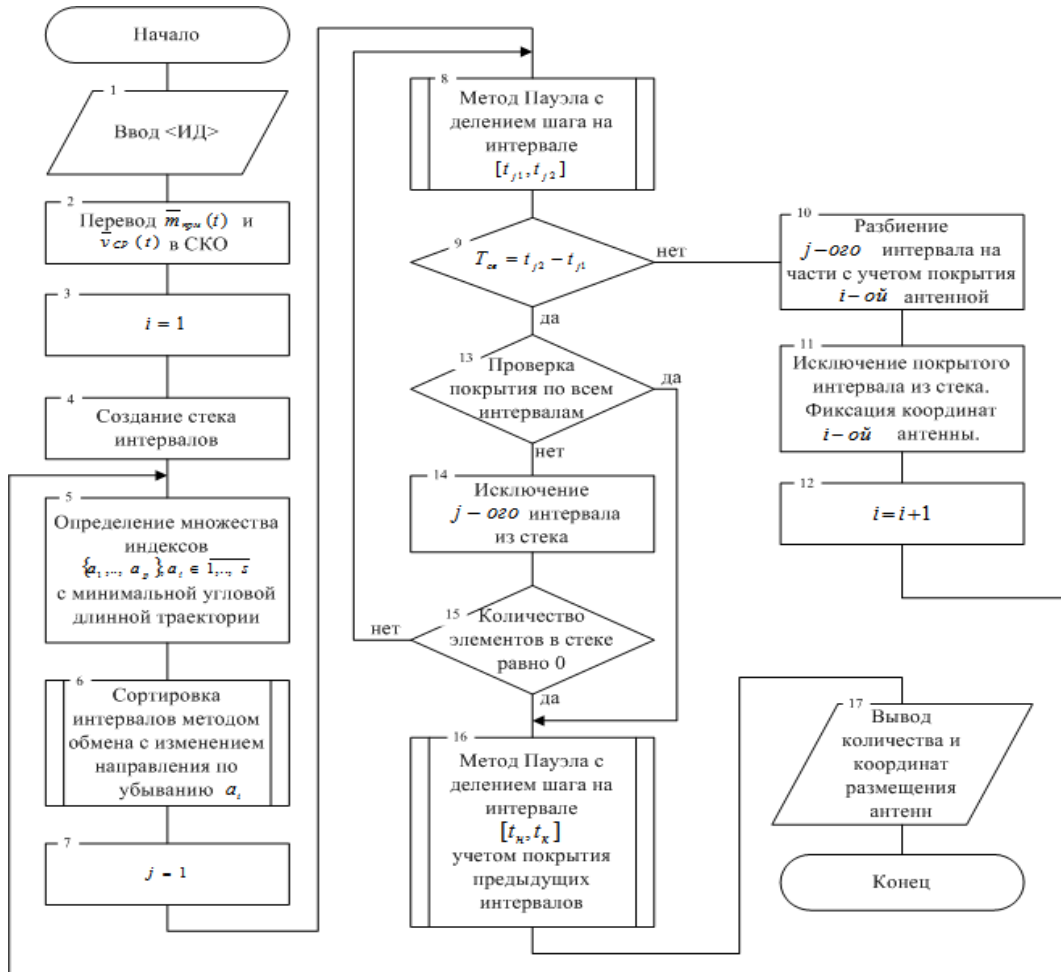 Начало
1
Ввод <ИД>
2
Перевод m̅прм(t) и
v̅СР(t) в СКО
3
i = 1
4
Создание стека
интервалов
5
Определение множества
индексов
{a₁,.., aₚ}, aᵢ ∈ 1,.., s
с минимальной угловой
длинной траектории
6
Сортировка
интервалов методом
обмена с изменением
направления по
убыванию aᵢ
7
j = 1
8
Метод Пауэла с
делением шага на
интервале
[tj1, tj2]
9
Tсв = tj2 − tj1
нет
да
10
Разбиение
j-ого интервала на
части с учетом покрытия
i-ой антенной
11
Исключение покрытого
интервала из стека.
Фиксация координат
i-ой антенны.
12
i=i+1
13
Проверка
покрытия по всем
интервалам
да
нет
14
Исключение
j-ого интервала
из стека
15
Количество
элементов в стеке
равно 0
нет
да
16
Метод Пауэла с
делением шага на
интервале
[tн, tк]
учетом покрытия
предыдущих
интервалов
17
Вывод
количества и
координат
размещения
антенн
Конец